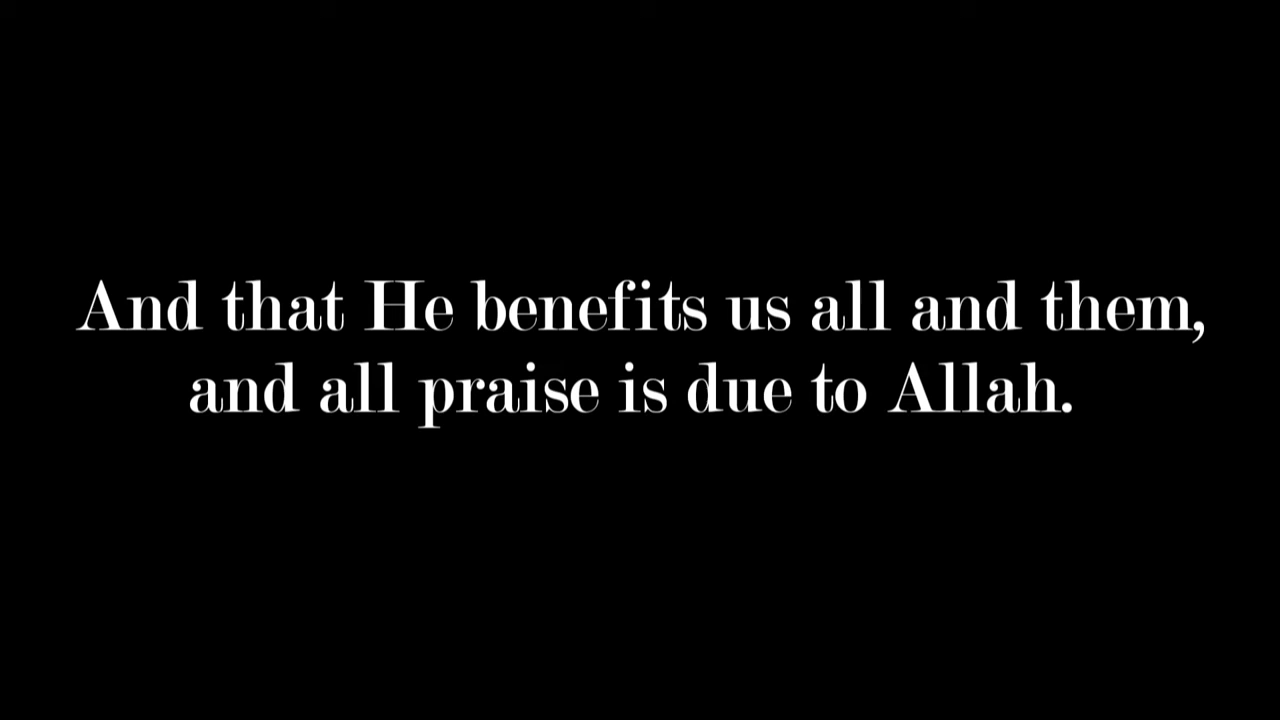 And that He benefits us all and them,
and all praise is due to Allah.